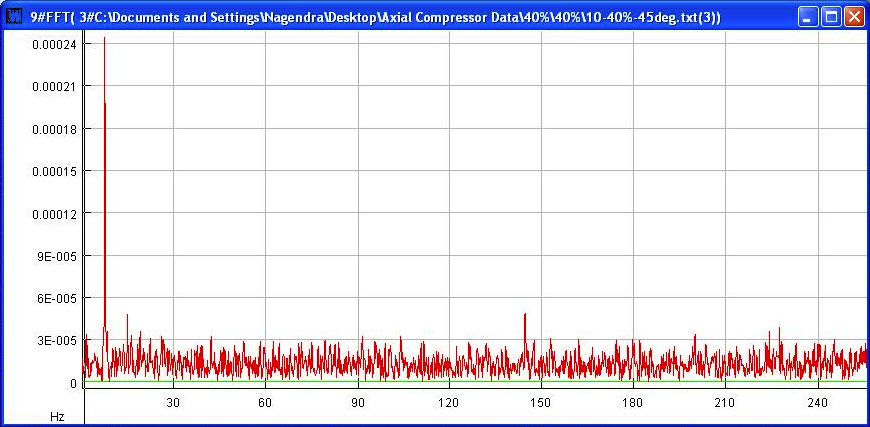 9#FFT( 3#C:\Documents and Settings\Nagendra\Desktop\Axial Compressor Data\40%\40%\10-40%-45deg.txt(3))
0.00024
0.00021
0.00018
0.00015
0.00012
9E-005
6E-005
3E-005
0
30 60 90 120 150 180 210 240
Hz